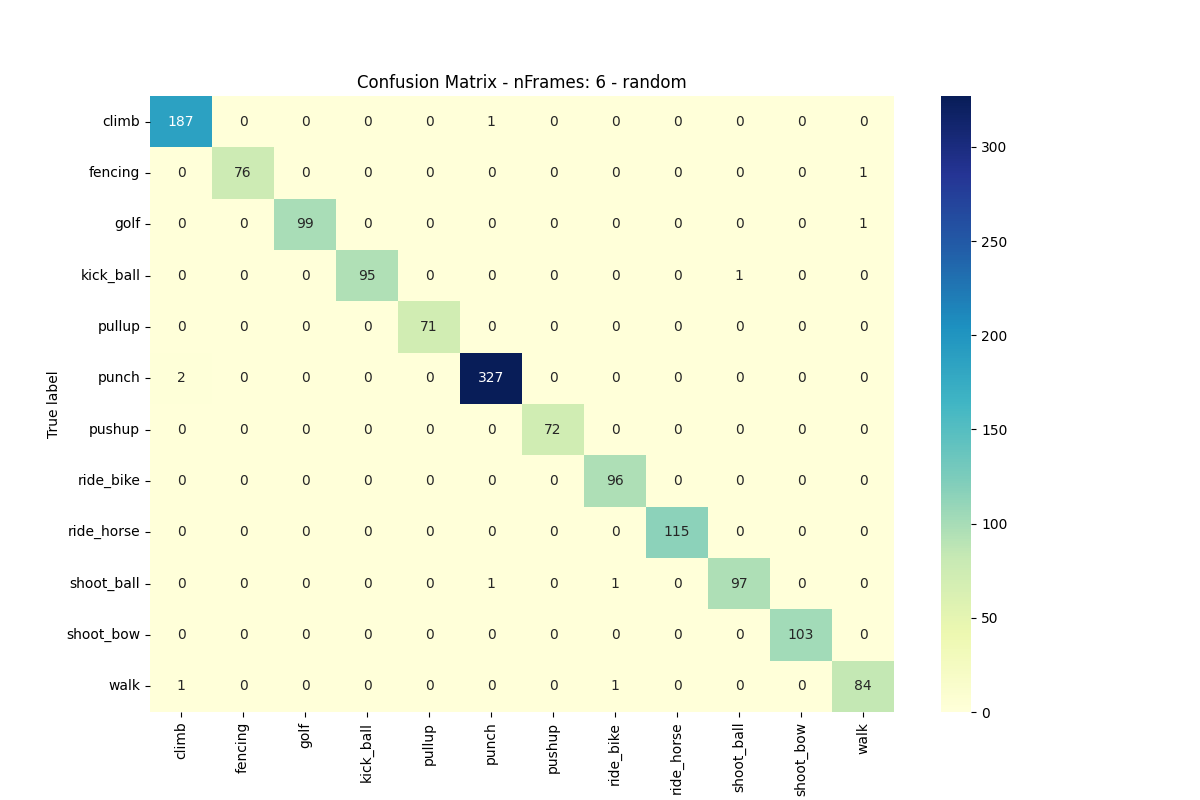 Confusion Matrix - nFrames: 6 - random
climb 187 0 0 0 0 1 0 0 0 0 0 0
fencing 0 76 0 0 0 0 0 0 0 0 0 1
golf 0 0 99 0 0 0 0 0 0 0 0 1
kick_ball 0 0 0 95 0 0 0 0 0 1 0 0
pullup 0 0 0 0 71 0 0 0 0 0 0 0
punch 2 0 0 0 0 327 0 0 0 0 0 0
pushup 0 0 0 0 0 0 72 0 0 0 0 0
ride_bike 0 0 0 0 0 0 0 96 0 0 0 0
ride_horse 0 0 0 0 0 0 0 0 115 0 0 0
shoot_ball 0 0 0 0 0 1 0 1 0 97 0 0
shoot_bow 0 0 0 0 0 0 0 0 0 0 103 0
walk 1 0 0 0 0 0 0 1 0 0 0 84
True label
climb
fencing
golf
kick_ball
pullup
punch
pushup
ride_bike
ride_horse
shoot_ball
shoot_bow
walk
300
250
200
150
100
50
0